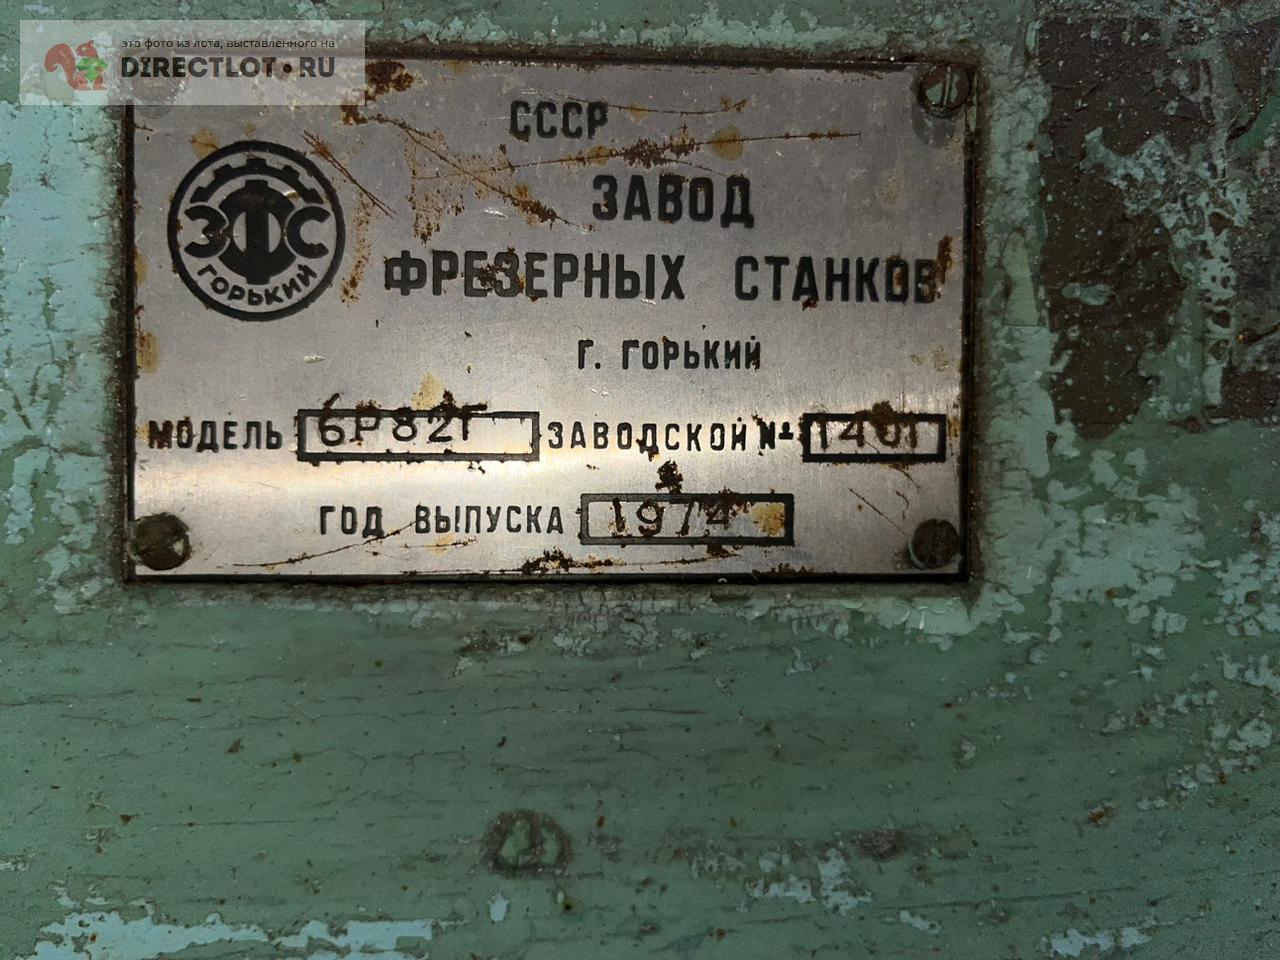 это фото из лота, выставленного на
DIRECTLOT.RU
СССР
ЗАВОД
ФРЕЗЕРНЫХ СТАНКОВ
ЗФС
ГОРЬКИЙ
Г. ГОРЬКИЙ
МОДЕЛЬ 6Р82Г ЗАВОДСКОЙ № 1401
ГОД ВЫПУСКА 1974